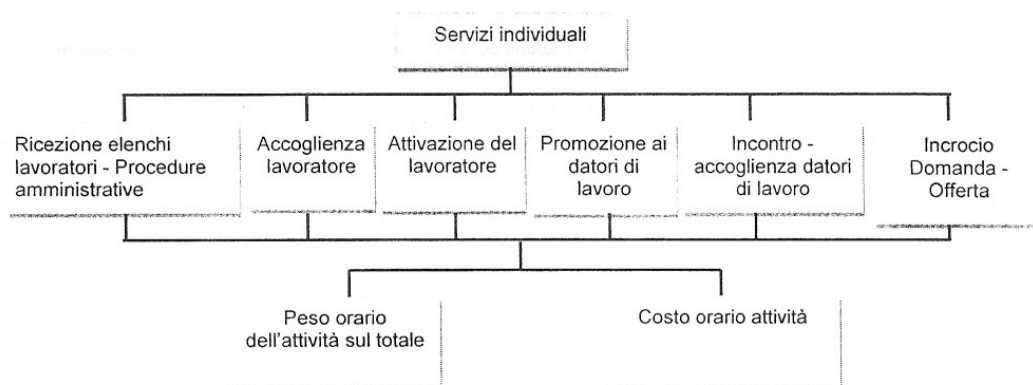 Servizi individuali
Ricezione elenchi
lavoratori - Procedure
amministrative
Accoglienza
lavoratore
Attivazione del
lavoratore
Promozione ai
datori di
lavoro
Incontro -
accoglienza datori
di lavoro
Incrocio
Domanda -
Offerta
Peso orario
dell'attività sul totale
Costo orario attività